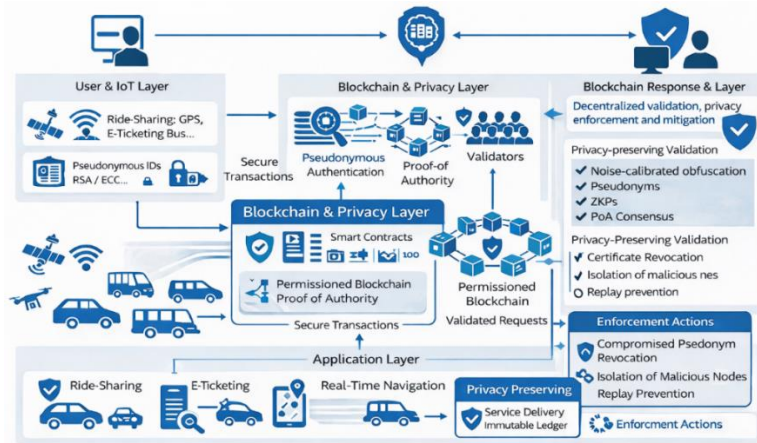 User & IoT Layer
Ride-Sharing: GPS,
E-Ticketing Bus...
Pseudonymous IDs
RSA / ECC...
Blockchain & Privacy Layer
Pseudonymous
Authentication
Proof-of
Authority
Validators
Secure
Transactions
Blockchain & Privacy Layer
Smart Contracts
100
Permissioned Blockchain
Proof of Authority
Secure Transactions
Permissioned
Blockchain
Validated Requests
Blockchain Response & Layer
Decentralized validation, privacy
enforcement and mitigation
Privacy-preserving Validation
Noise-calibrated obfuscation
Pseudonyms
ZKPs
PoA Consensus
Privacy-Preserving Validation
Certificate Revocation
Isolation of malicious nes
Replay prevention
Enforcement Actions
Compromised Psedonym
Revocation
Isolation of Malicious Nodes
Replay Prevention
Application Layer
Ride-Sharing
E-Ticketing
Real-Time Navigation
Privacy Preserving
Service Delivery
Immutable Ledger
Enforcment Actions